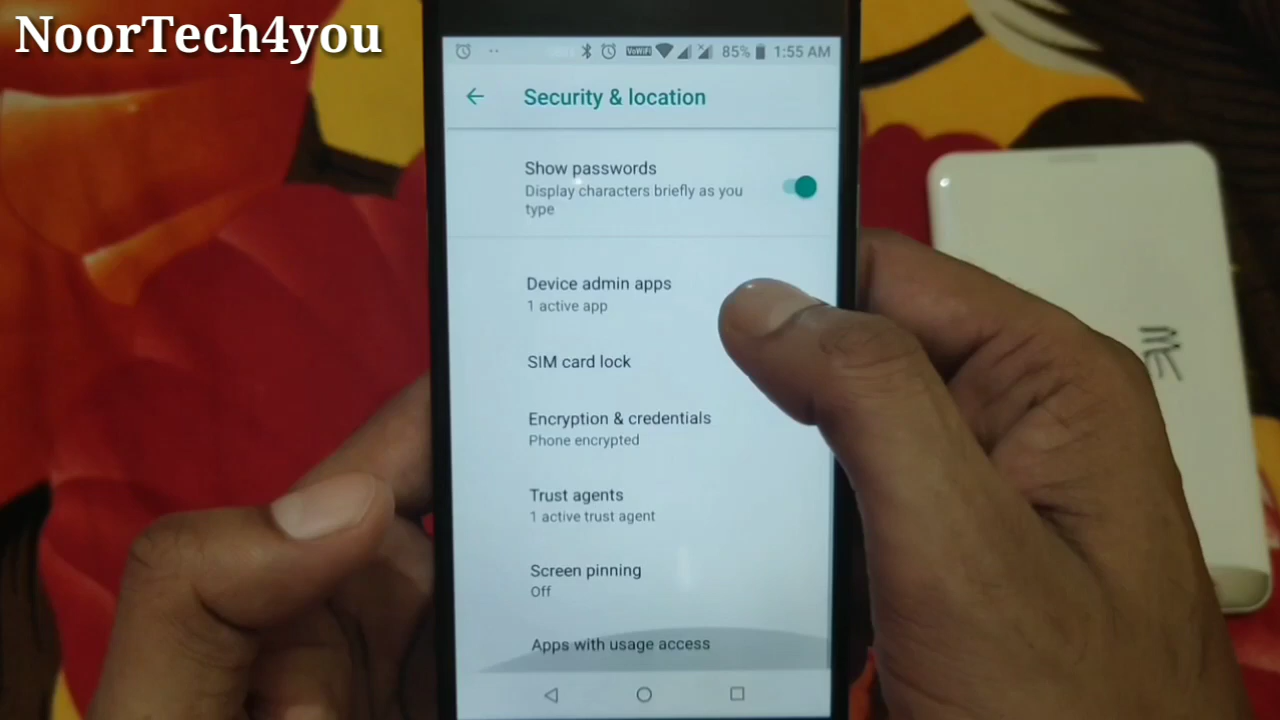 NoorTech4you
VoWiFi 85% 1:55 AM
Security & location
Show passwords
Display characters briefly as you
type
Device admin apps
1 active app
SIM card lock
Encryption & credentials
Phone encrypted
Trust agents
1 active trust agent
Screen pinning
Off
Apps with usage access